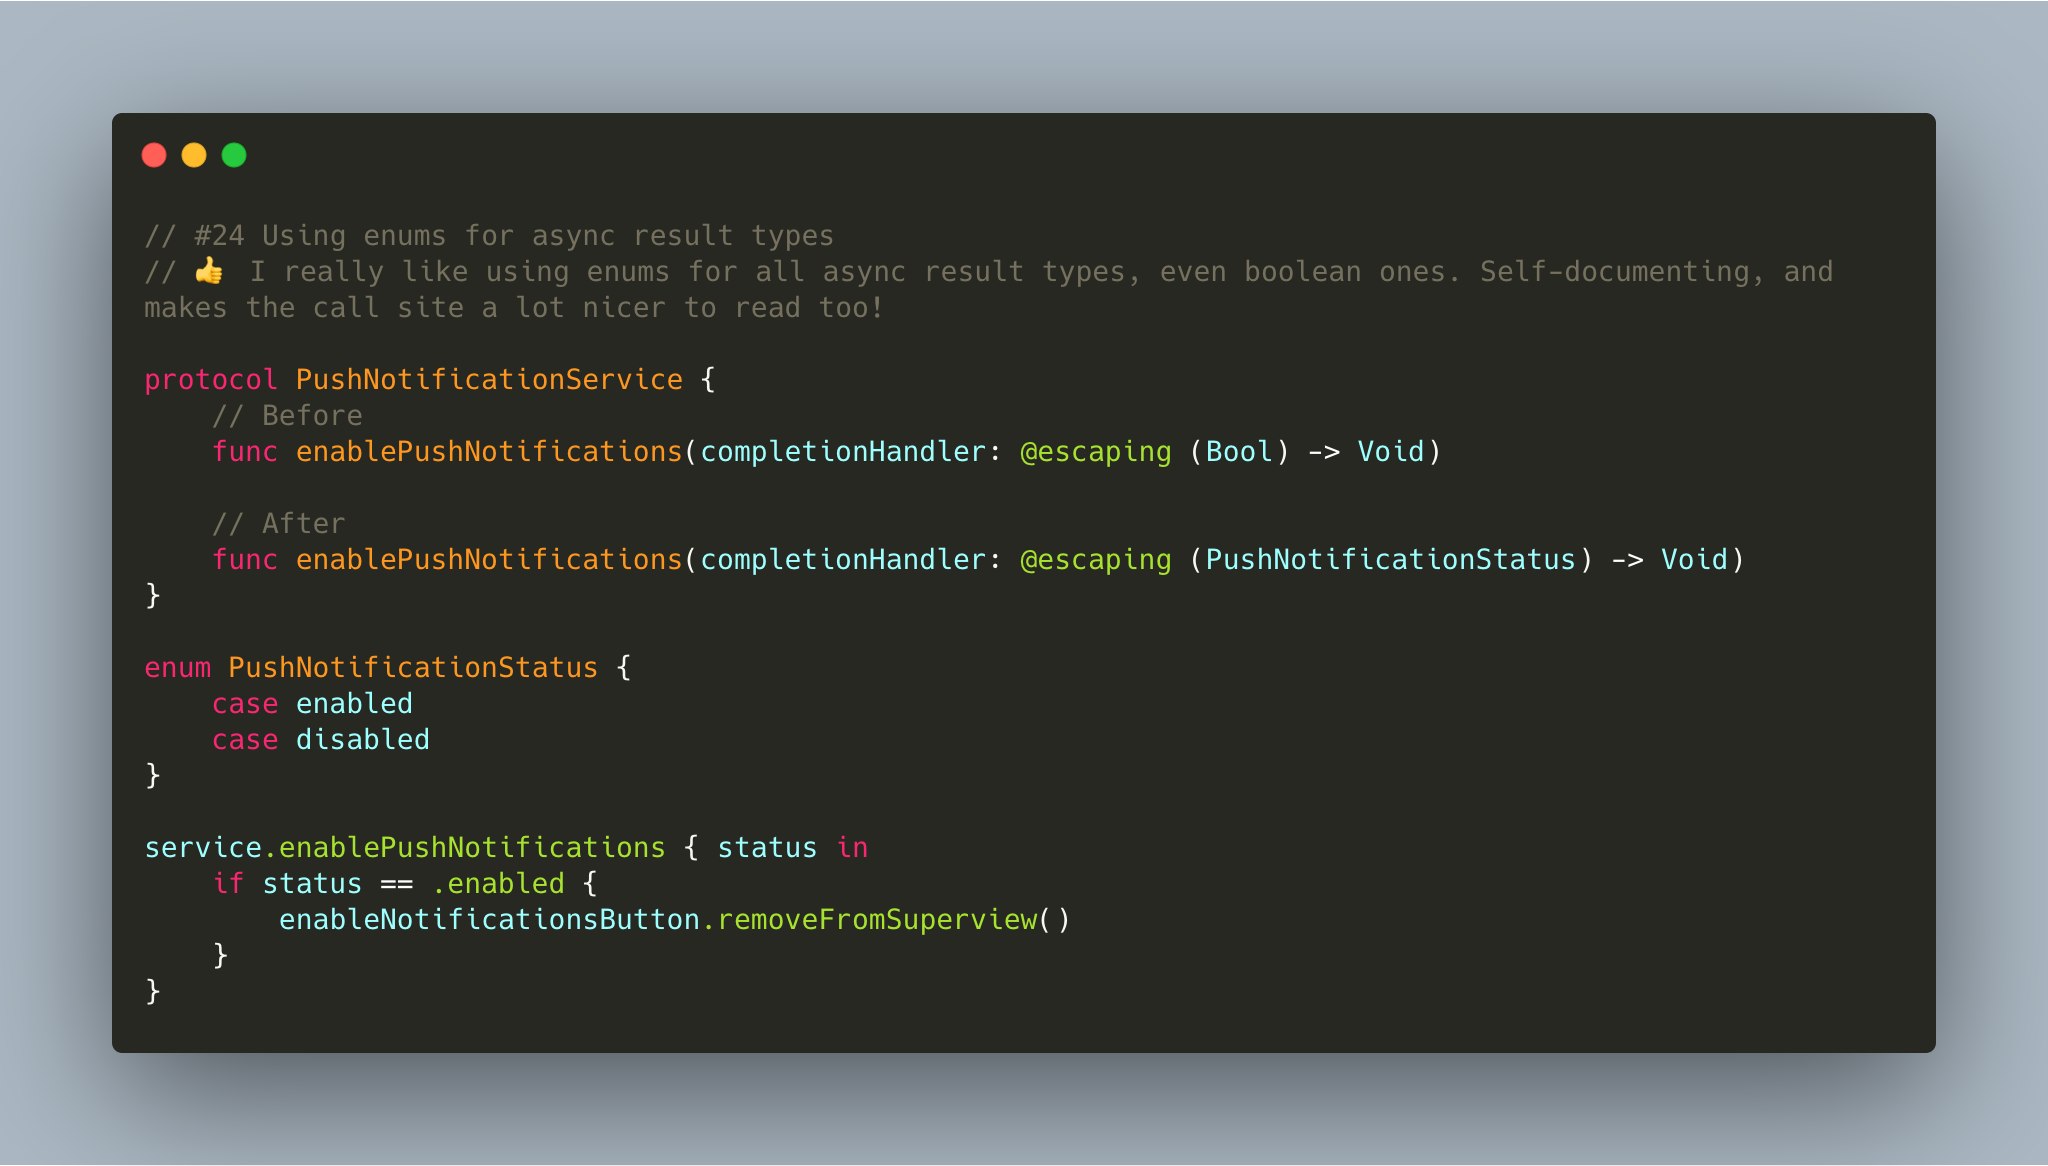 // #24 Using enums for async result types
// 👍 I really like using enums for all async result types, even boolean ones. Self-documenting, and
makes the call site a lot nicer to read too!

protocol PushNotificationService {
    // Before
    func enablePushNotifications(completionHandler: @escaping (Bool) -> Void)

    // After
    func enablePushNotifications(completionHandler: @escaping (PushNotificationStatus) -> Void)
}

enum PushNotificationStatus {
    case enabled
    case disabled
}

service.enablePushNotifications { status in
    if status == .enabled {
        enableNotificationsButton.removeFromSuperview()
    }
}